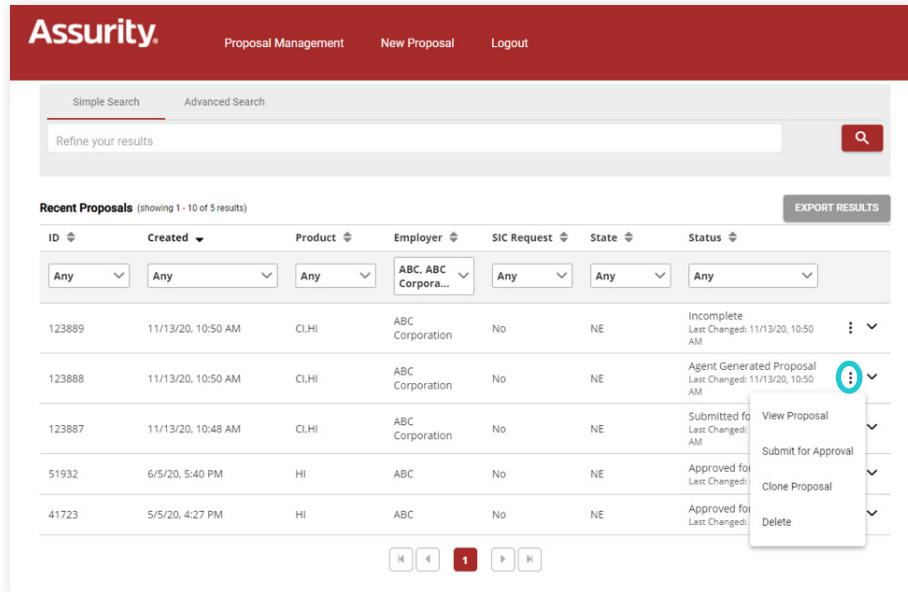 Assurity®
Proposal Management New Proposal Logout
Simple Search Advanced Search
Refine your results
Recent Proposals (showing 1 - 10 of 5 results) EXPORT RESULTS
ID Created Product Employer SIC Request State Status
Any Any Any ABC, ABC Corpora... Any Any Any
123889 11/13/20, 10:50 AM CI,HI ABC Corporation No NE Incomplete
Last Changed: 11/13/20, 10:50 AM
123888 11/13/20, 10:50 AM CI,HI ABC Corporation No NE Agent Generated Proposal
Last Changed: 11/13/20, 10:50 AM
123887 11/13/20, 10:48 AM CI,HI ABC Corporation No NE Submitted fo
Last Changed:
AM
51932 6/5/20, 5:40 PM HI ABC No NE Approved for
Last Changed:
41723 5/5/20, 4:27 PM HI ABC No NE Approved for
Last Changed:
View Proposal
Submit for Approval
Clone Proposal
Delete
1